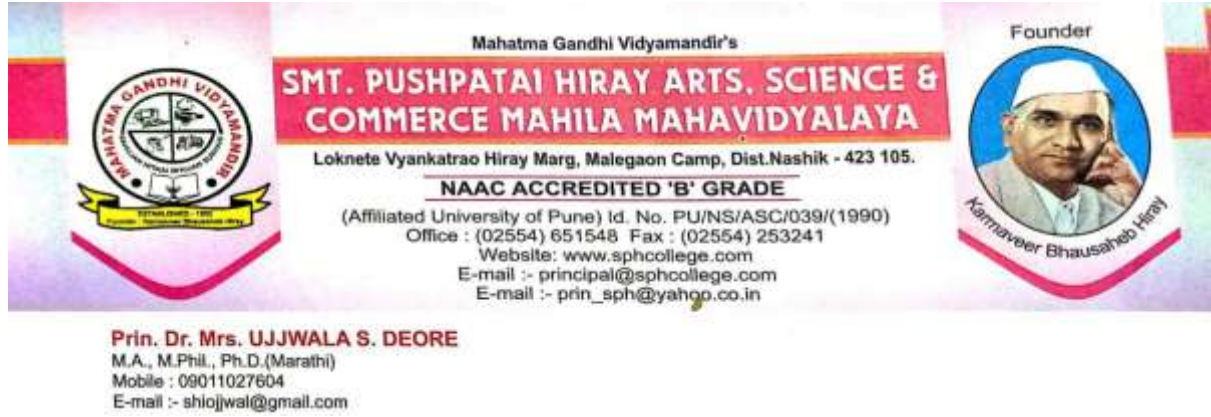 Mahatma Gandhi Vidyamandir's
SMT. PUSHPATAI HIRAY ARTS, SCIENCE &
COMMERCE MAHILA MAHAVIDYALAYA
Loknete Vyankatrao Hiray Marg, Malegaon Camp, Dist.Nashik - 423 105.
NAAC ACCREDITED 'B' GRADE
(Affiliated University of Pune) Id. No. PU/NS/ASC/039/(1990)
Office : (02554) 651548 Fax : (02554) 253241
Website: www.sphcollege.com
E-mail :- principal@sphcollege.com
E-mail :- prin_sph@yahoo.co.in
MAHATMA GANDHI VIDYAMANDIR
ESTABLISHED - 1952
Founder
Karmaveer Bhausaheb Hiray
Prin. Dr. Mrs. UJJWALA S. DEORE
M.A., M.Phil., Ph.D.(Marathi)
Mobile : 09011027604
E-mail :- shiojjwal@gmail.com